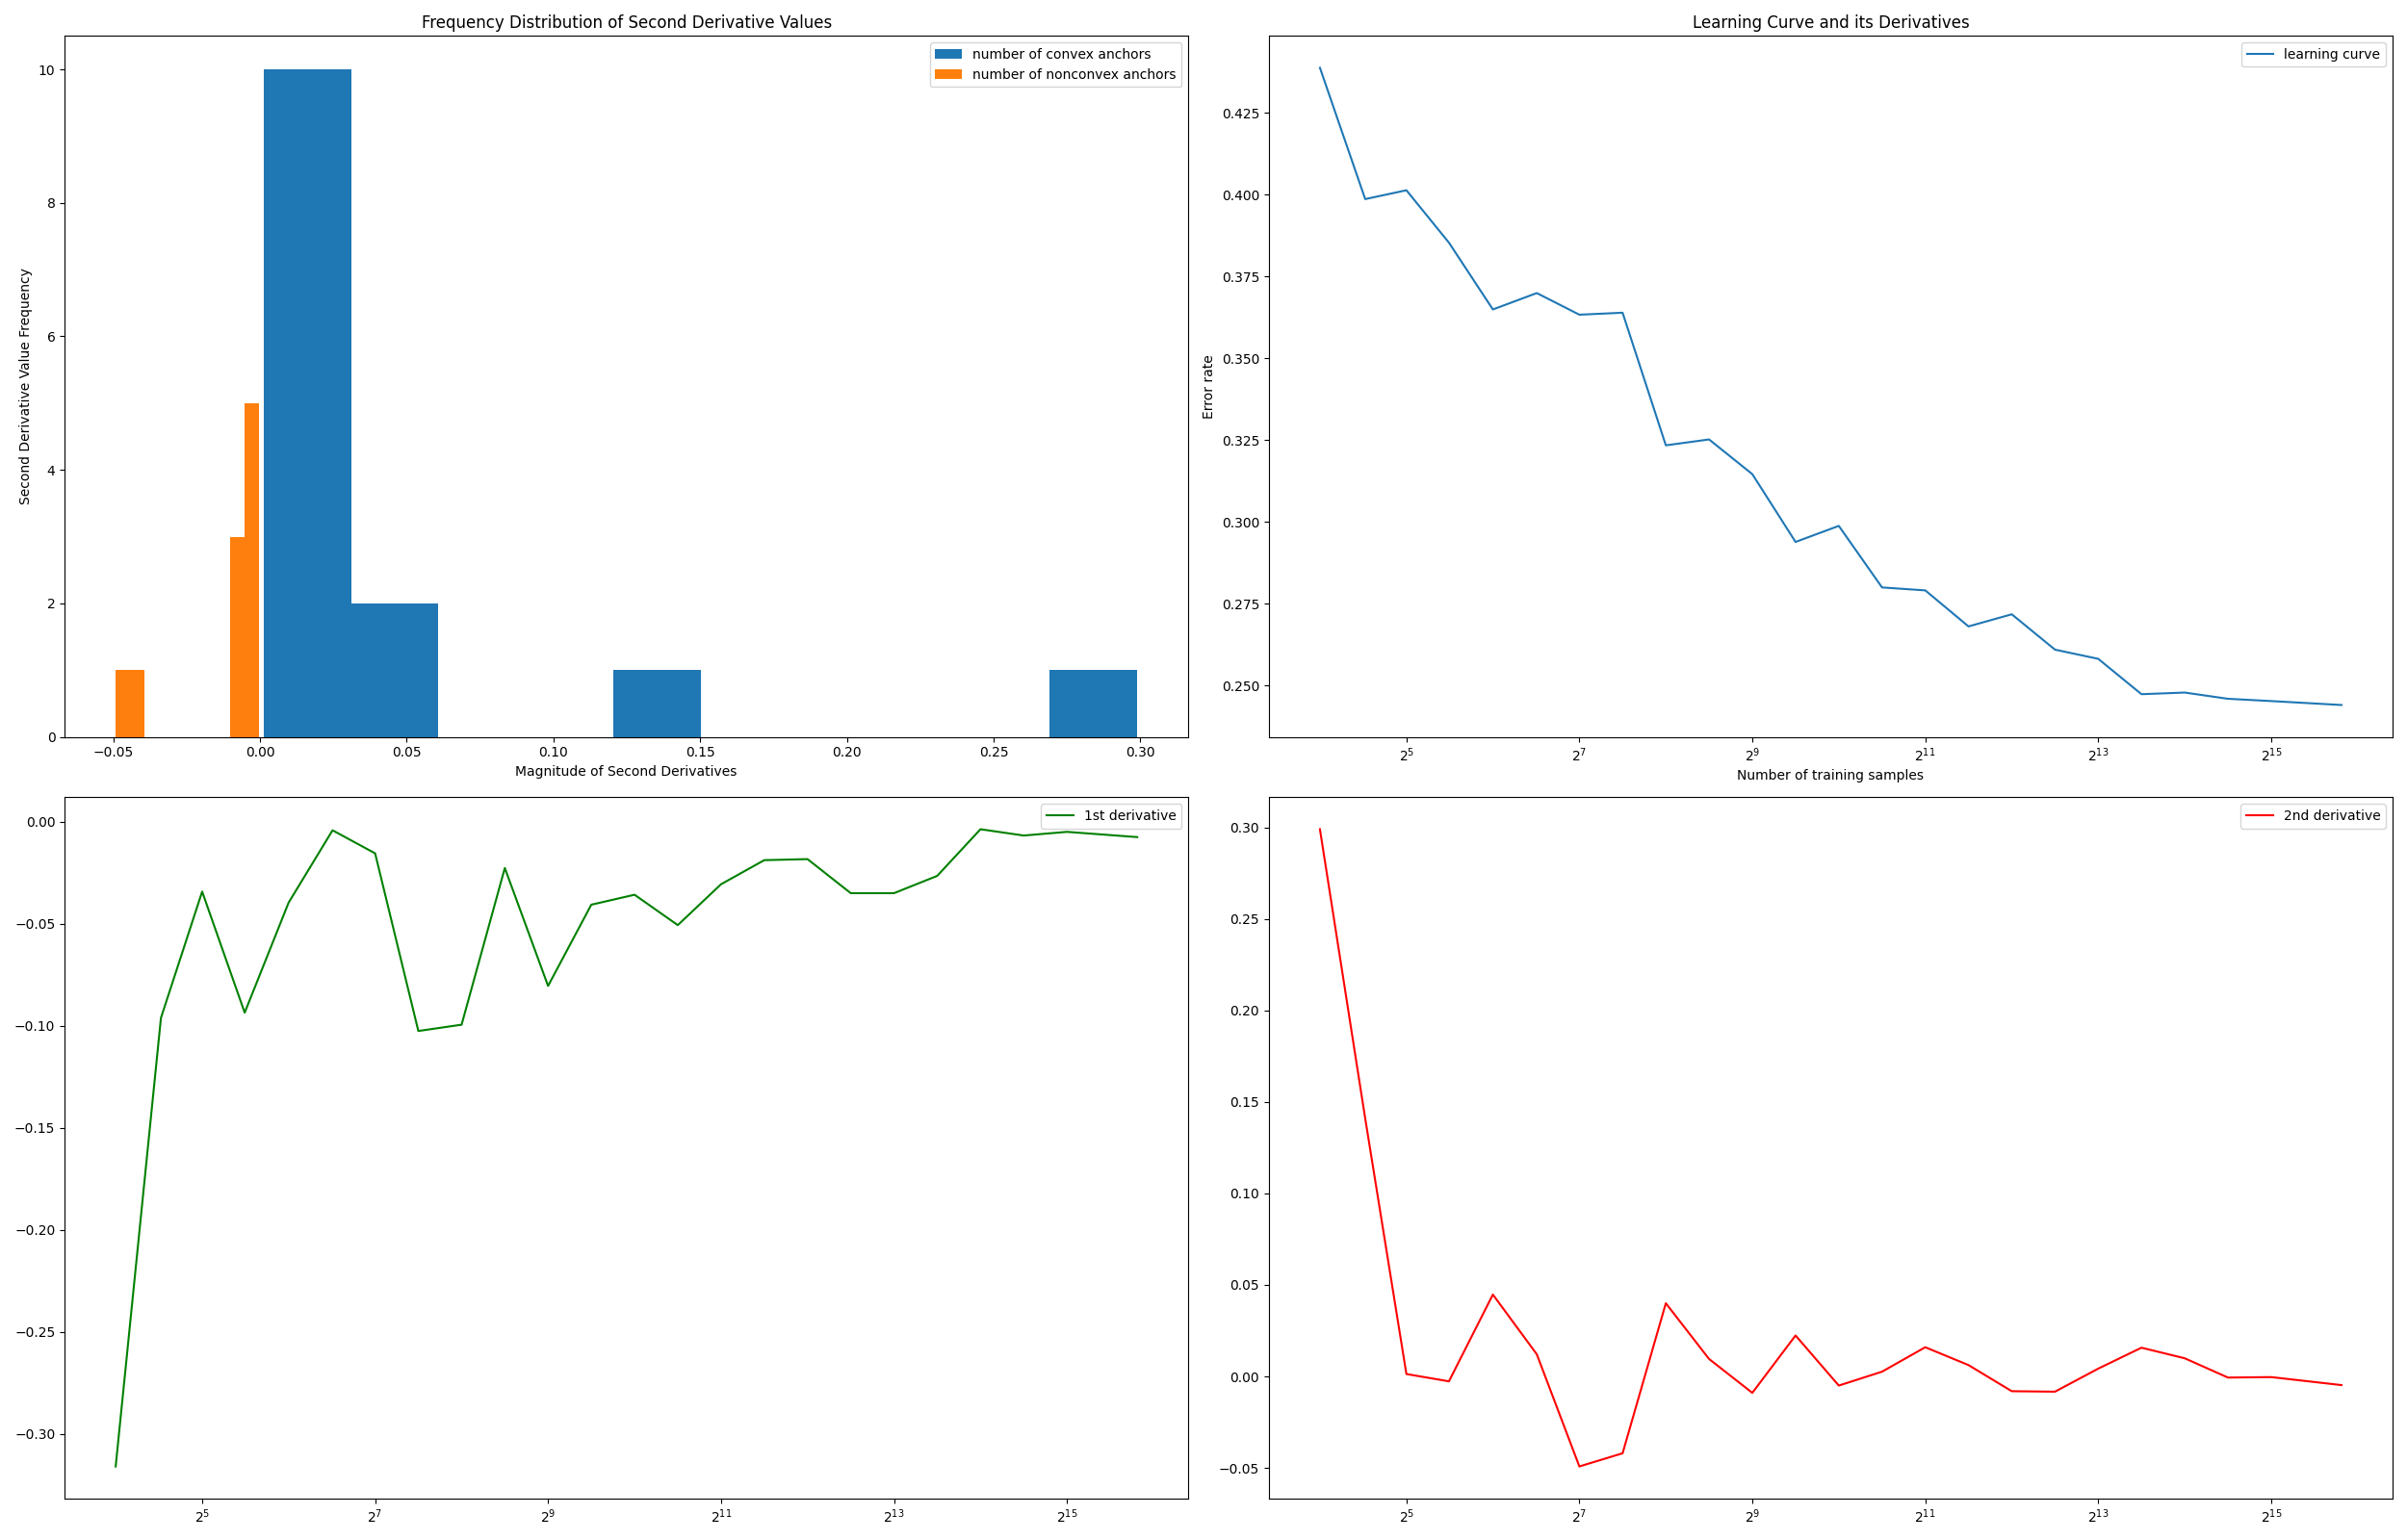 Frequency Distribution of Second Derivative Values
number of convex anchors
number of nonconvex anchors
Second Derivative Value Frequency
10
8
6
4
2
0
−0.05 0.00 0.05 0.10 0.15 0.20 0.25 0.30
Magnitude of Second Derivatives
Learning Curve and its Derivatives
learning curve
Error rate
0.425
0.400
0.375
0.350
0.325
0.300
0.275
0.250
2^5 2^7 2^9 2^11 2^13 2^15
Number of training samples
1st derivative
0.00
−0.05
−0.10
−0.15
−0.20
−0.25
−0.30
2^5 2^7 2^9 2^11 2^13 2^15
2nd derivative
0.30
0.25
0.20
0.15
0.10
0.05
0.00
−0.05
2^5 2^7 2^9 2^11 2^13 2^15